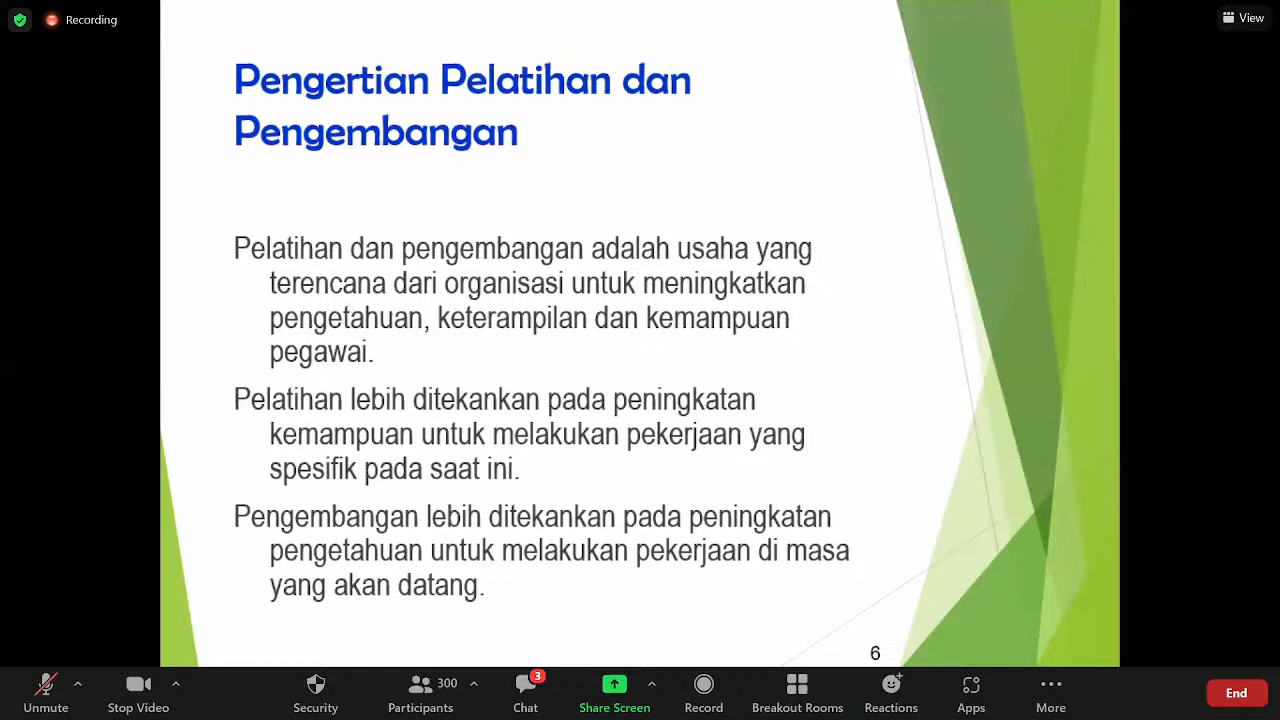 Recording
View
Pengertian Pelatihan dan
Pengembangan
Pelatihan dan pengembangan adalah usaha yang
terencana dari organisasi untuk meningkatkan
pengetahuan, keterampilan dan kemampuan
pegawai.
Pelatihan lebih ditekankan pada peningkatan
kemampuan untuk melakukan pekerjaan yang
spesifik pada saat ini.
Pengembangan lebih ditekankan pada peningkatan
pengetahuan untuk melakukan pekerjaan di masa
yang akan datang.
6
300
3
Unmute
Stop Video
Security
Participants
Chat
Share Screen
Record
Breakout Rooms
Reactions
Apps
More
End